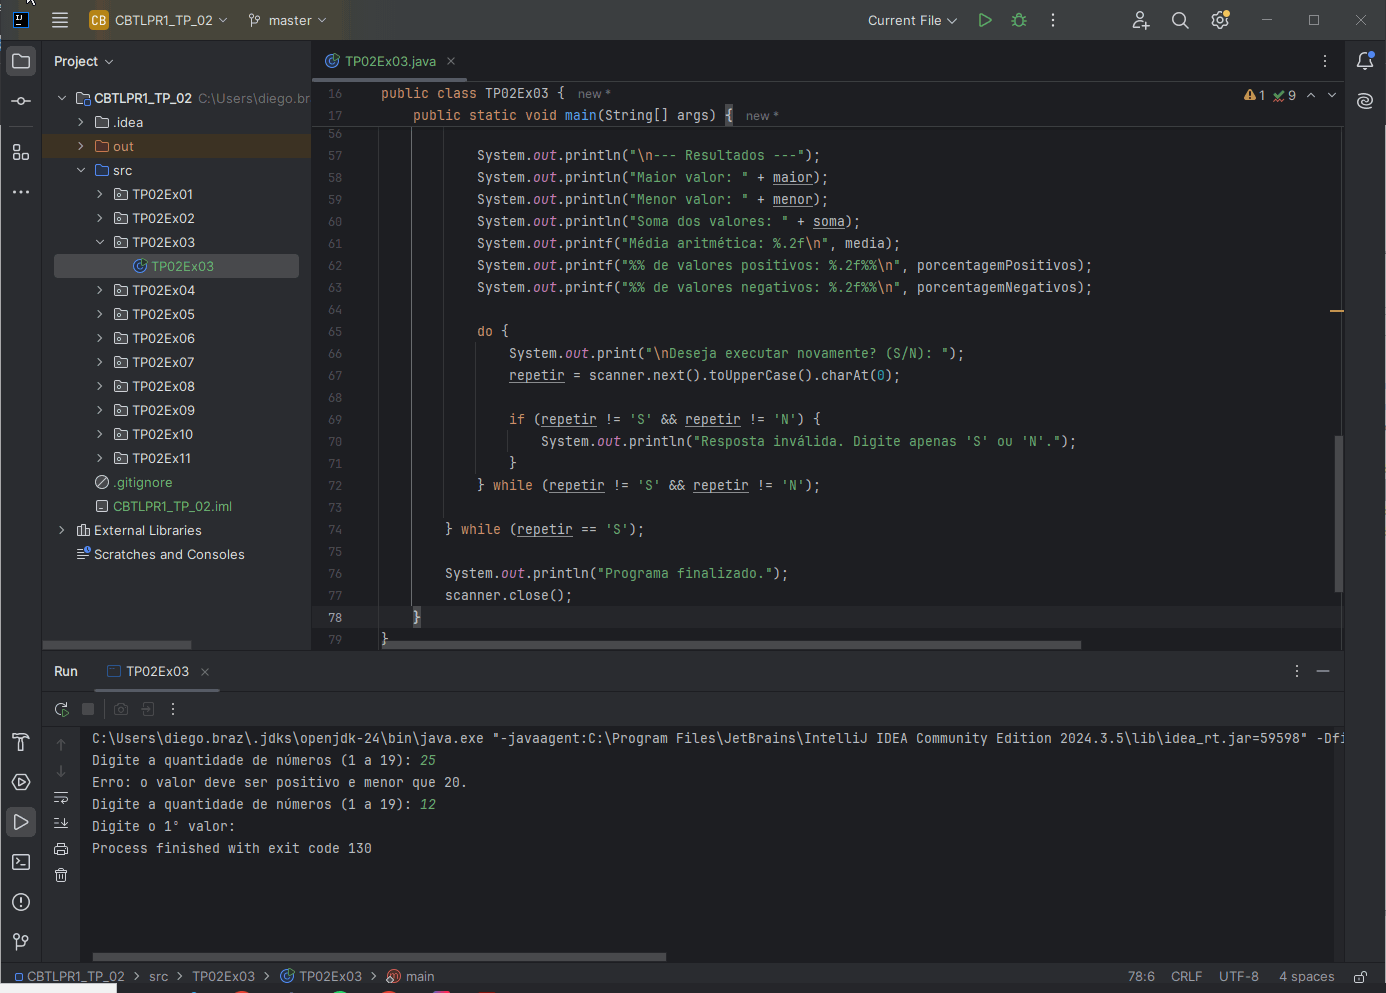 IJ
CB CBTLPR1_TP_02 master Current File
Project
TP02Ex03.java
CBTLPR1_TP_02 C:\Users\diego.br
.idea
out
src
TP02Ex01
TP02Ex02
TP02Ex03
TP02Ex03
TP02Ex04
TP02Ex05
TP02Ex06
TP02Ex07
TP02Ex08
TP02Ex09
TP02Ex10
TP02Ex11
.gitignore
CBTLPR1_TP_02.iml
External Libraries
Scratches and Consoles
1 9
16 public class TP02Ex03 { new *
17 public static void main(String[] args) { new *
56
57 System.out.println("\n--- Resultados ---");
58 System.out.println("Maior valor: " + maior);
59 System.out.println("Menor valor: " + menor);
60 System.out.println("Soma dos valores: " + soma);
61 System.out.printf("Média aritmética: %.2f\n", media);
62 System.out.printf("%% de valores positivos: %.2f%%\n", porcentagemPositivos);
63 System.out.printf("%% de valores negativos: %.2f%%\n", porcentagemNegativos);
64
65 do {
66 System.out.print("\nDeseja executar novamente? (S/N): ");
67 repetir = scanner.next().toUpperCase().charAt(0);
68
69 if (repetir != 'S' && repetir != 'N') {
70 System.out.println("Resposta inválida. Digite apenas 'S' ou 'N'.");
71 }
72 } while (repetir != 'S' && repetir != 'N');
73
74 } while (repetir == 'S');
75
76 System.out.println("Programa finalizado.");
77 scanner.close();
78 }
79 }
Run TP02Ex03
C:\Users\diego.braz\.jdks\openjdk-24\bin\java.exe "-javaagent:C:\Program Files\JetBrains\IntelliJ IDEA Community Edition 2024.3.5\lib\idea_rt.jar=59598" -Dfi
Digite a quantidade de números (1 a 19): 25
Erro: o valor deve ser positivo e menor que 20.
Digite a quantidade de números (1 a 19): 12
Digite o 1º valor:
Process finished with exit code 130
CBTLPR1_TP_02 > src > TP02Ex03 > TP02Ex03 > main 78:6 CRLF UTF-8 4 spaces